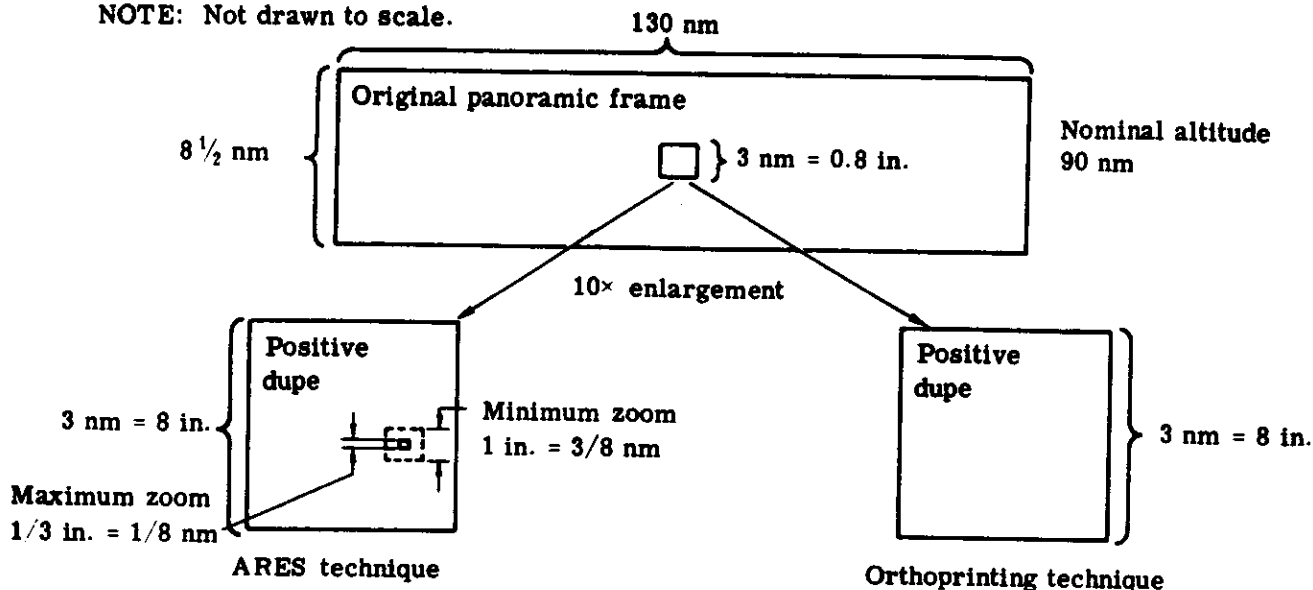 NOTE: Not drawn to scale.
130 nm
Original panoramic frame
8 1/2 nm
3 nm = 0.8 in.
Nominal altitude
90 nm
10× enlargement
Positive
dupe
3 nm = 8 in.
Minimum zoom
1 in. = 3/8 nm
Maximum zoom
1/3 in. = 1/8 nm
ARES technique
Positive
dupe
3 nm = 8 in.
Orthoprinting technique